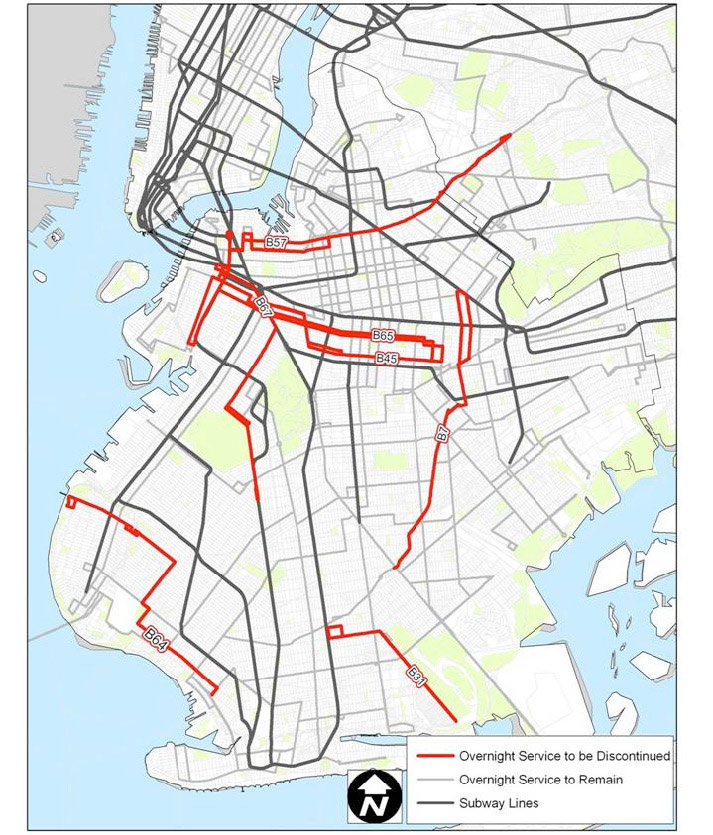 B57
B67
B65
B45
B7
B64
B31
Overnight Service to be Discontinued
Overnight Service to Remain
Subway Lines
N